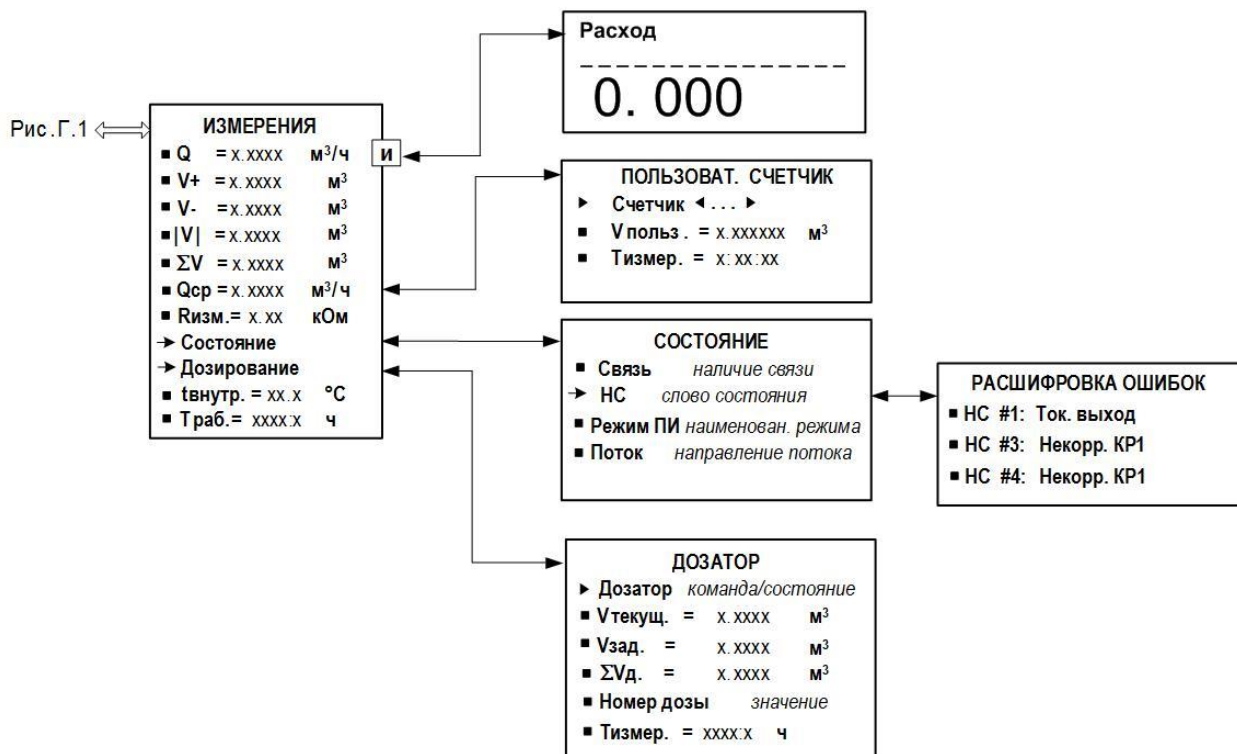 Рис.Г.1
ИЗМЕРЕНИЯ
Q = x.xxxx м³/ч
и
V+ = x.xxxx м³
V- = x.xxxx м³
|V| = x.xxxx м³
ΣV = x.xxxx м³
Qср = x.xxxx м³/ч
Rизм.= x.xx кОм
Состояние
Дозирование
tвнутр. = xx.x °C
Tраб.= xxxx:x ч
Расход
0. 000
ПОЛЬЗОВАТ. СЧЕТЧИК
Счетчик ◄ . . . ►
Vпольз . = x.xxxxxx м³
Тизмер. = x: xx:xx
СОСТОЯНИЕ
Связь наличие связи
НС слово состояния
Режим ПИ наименован. режима
Поток направление потока
РАСШИФРОВКА ОШИБОК
НС #1: Ток. выход
НС #3: Некорр. КР1
НС #4: Некорр. КР1
ДОЗАТОР
Дозатор команда/состояние
Vтекущ. = x.xxxx м³
Vзад. = x.xxxx м³
ΣVд. = x.xxxx м³
Номер дозы значение
Тизмер. = xxxx:x ч